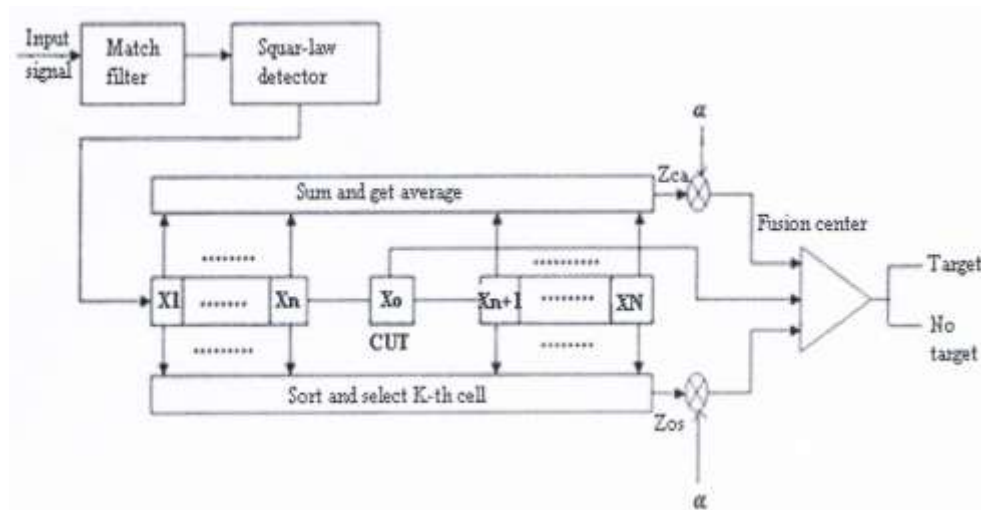 Input
signal
Match
filter
Squar-law
detector
α
Sum and get average
Zca
Fusion center
........
..........
X1
.......
Xn
Xo
Xn+1
........
XN
Target
CUT
.........
........
No
target
Sort and select K-th cell
Zos
α